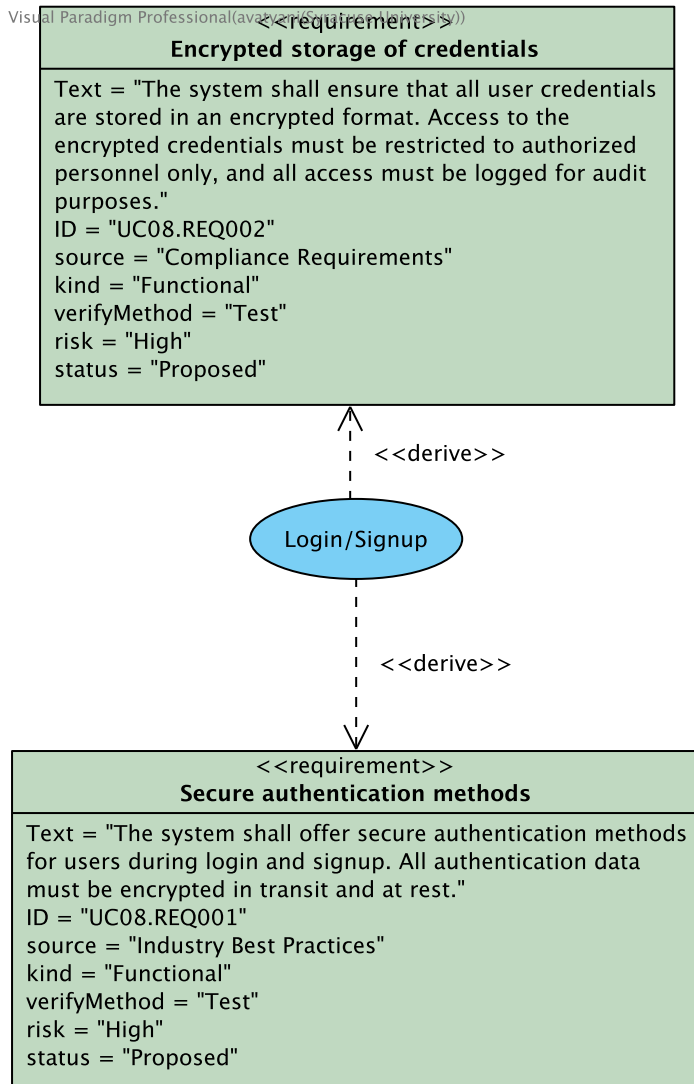 Visual Paradigm Professional(avatyani(Syracuse University))
<<requirement>>
Encrypted storage of credentials
Text = "The system shall ensure that all user credentials
are stored in an encrypted format. Access to the
encrypted credentials must be restricted to authorized
personnel only, and all access must be logged for audit
purposes."
ID = "UC08.REQ002"
source = "Compliance Requirements"
kind = "Functional"
verifyMethod = "Test"
risk = "High"
status = "Proposed"
<<derive>>
Login/Signup
<<derive>>
<<requirement>>
Secure authentication methods
Text = "The system shall offer secure authentication methods
for users during login and signup. All authentication data
must be encrypted in transit and at rest."
ID = "UC08.REQ001"
source = "Industry Best Practices"
kind = "Functional"
verifyMethod = "Test"
risk = "High"
status = "Proposed"